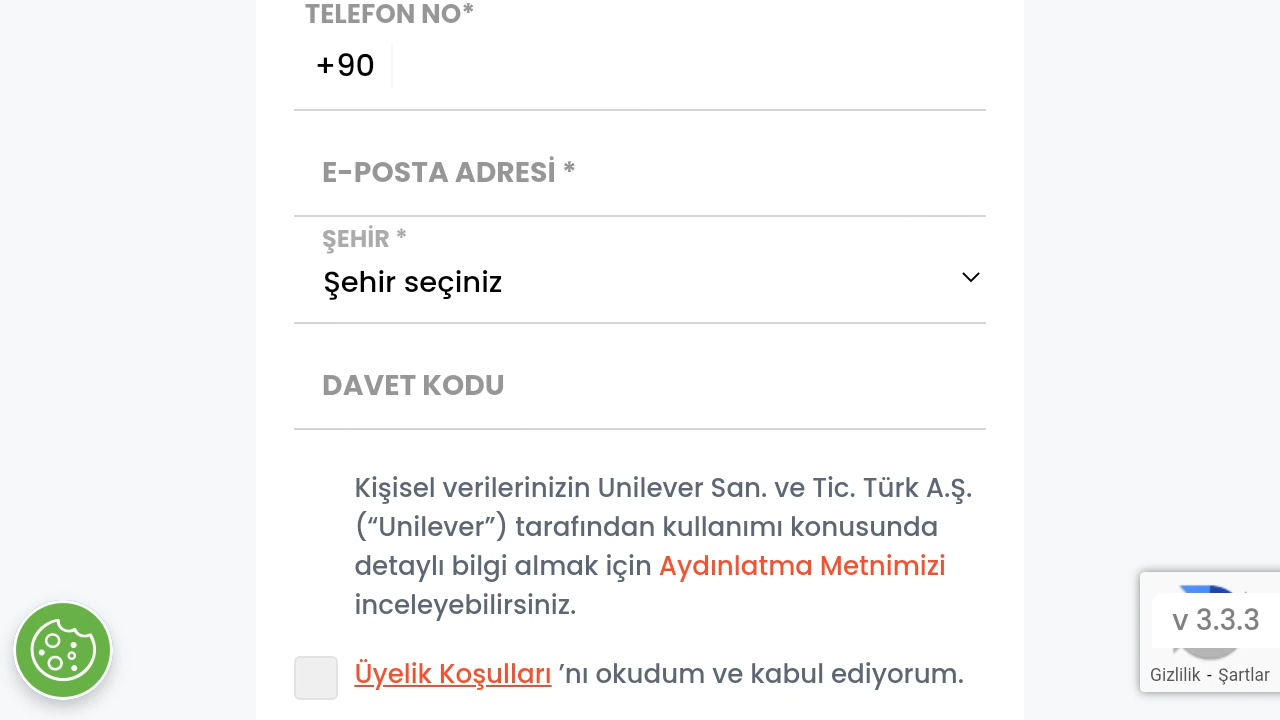 TELEFON NO*
+90
E-POSTA ADRESİ *
ŞEHİR *
Şehir seçiniz
DAVET KODU
Kişisel verilerinizin Unilever San. ve Tic. Türk A.Ş.
(“Unilever”) tarafından kullanımı konusunda
detaylı bilgi almak için Aydınlatma Metnimizi
inceleyebilirsiniz.
Üyelik Koşulları ’nı okudum ve kabul ediyorum.
v 3.3.3
Gizlilik - Şartlar